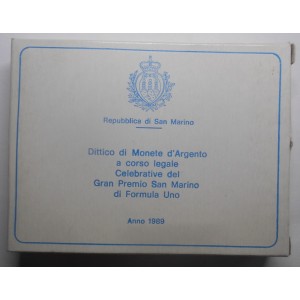 Repubblica di San Marino
Dittico di Monete d'Argento
a corso legale
Celebrative del
Gran Premio San Marino
di Formula Uno
Anno 1989